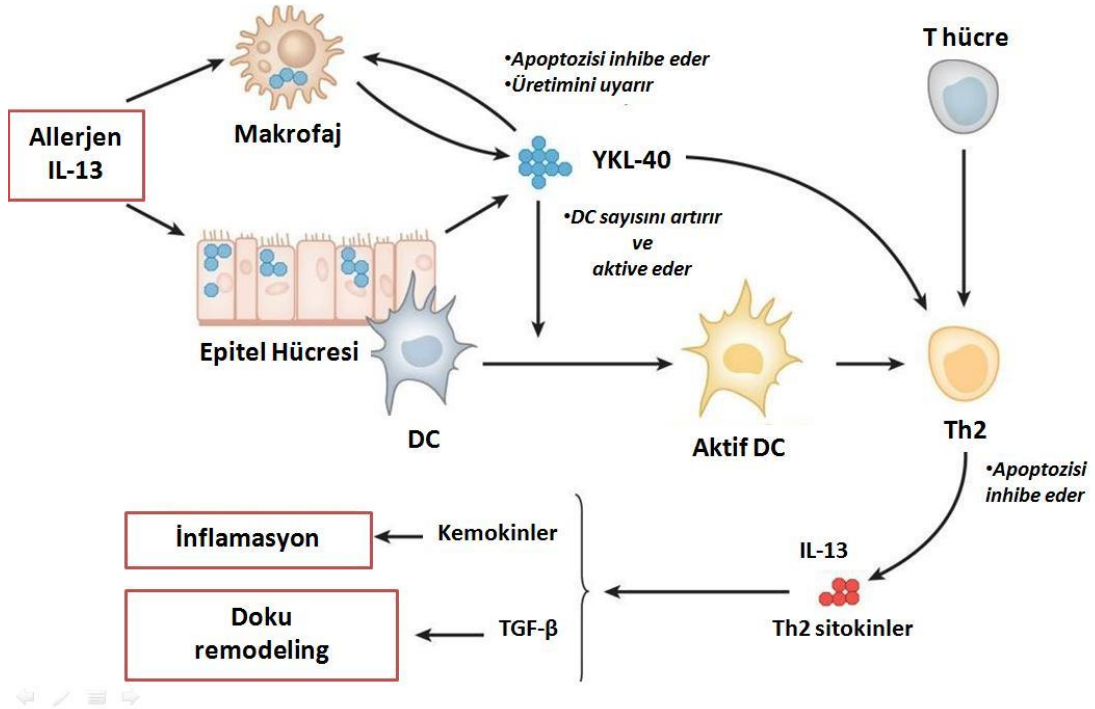 Allerjen
IL-13
Makrofaj
•Apoptozisi inhibe eder
•Üretimini uyarır
T hücre
YKL-40
•DC sayısını artırır
ve
aktive eder
Epitel Hücresi
DC
Aktif DC
Th2
•Apoptozisi
inhibe eder
IL-13
Th2 sitokinler
Kemokinler
İnflamasyon
TGF-β
Doku
remodeling